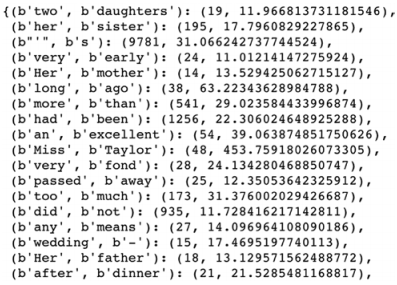 {(b'two', b'daughters'): (19, 11.966813731181546),
(b'her', b'sister'): (195, 17.7960829227865),
(b"'", b's'): (9781, 31.066242737744524),
(b'very', b'early'): (24, 11.01214147275924),
(b'Her', b'mother'): (14, 13.529425062715127),
(b'long', b'ago'): (38, 63.22343628984788),
(b'more', b'than'): (541, 29.023584433996874),
(b'had', b'been'): (1256, 22.306024648925288),
(b'an', b'excellent'): (54, 39.063874851750626),
(b'Miss', b'Taylor'): (48, 453.75918026073305),
(b'very', b'fond'): (28, 24.134280468850747),
(b'passed', b'away'): (25, 12.35053642325912),
(b'too', b'much'): (173, 31.376002029426687),
(b'did', b'not'): (935, 11.728416217142811),
(b'any', b'means'): (27, 14.096964108090186),
(b'wedding', b'-'): (15, 17.4695197740113),
(b'Her', b'father'): (18, 13.129571562488772),
(b'after', b'dinner'): (21, 21.5285481168817),